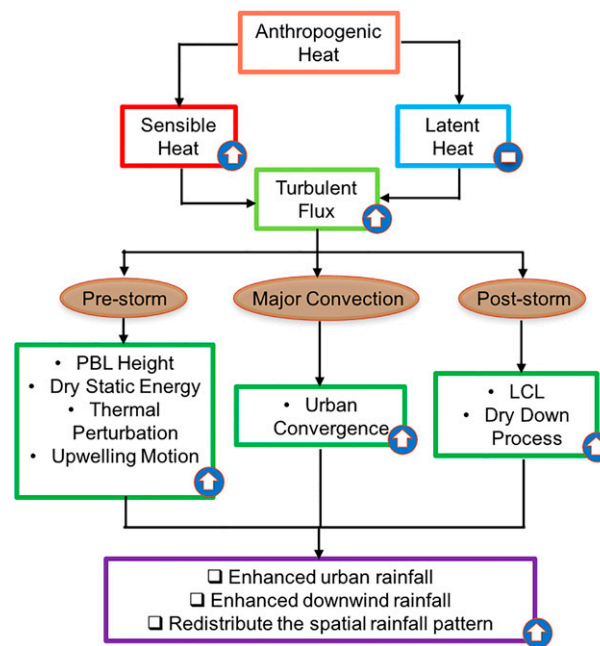 Anthropogenic
Heat
Sensible
Heat
Latent
Heat
Turbulent
Flux
Pre-storm
Major Convection
Post-storm
• PBL Height
• Dry Static Energy
• Thermal
Perturbation
• Upwelling Motion
• Urban
Convergence
• LCL
• Dry Down
Process
❑ Enhanced urban rainfall
❑ Enhanced downwind rainfall
❑ Redistribute the spatial rainfall pattern